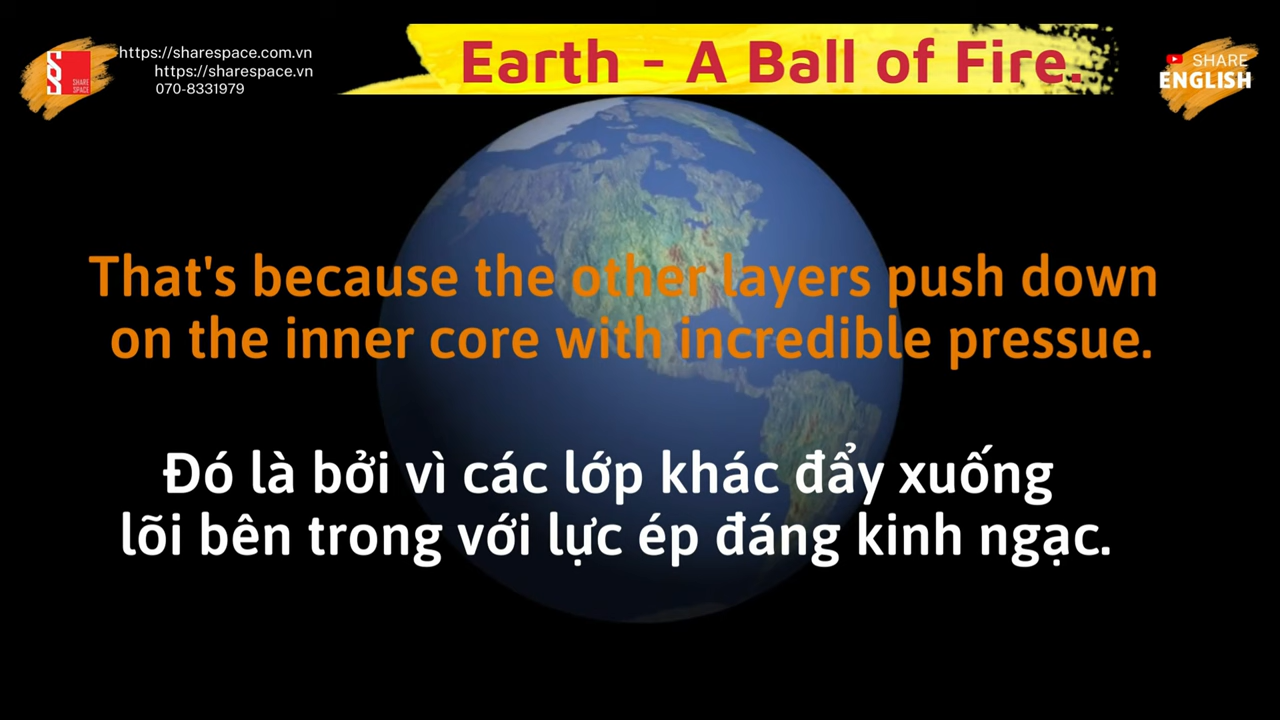 https://sharespace.com.vn
https://sharespace.vn
070-8331979
SHARE
SPACE
Earth - A Ball of Fire.
SHARE
ENGLISH
That's because the other layers push down
on the inner core with incredible pressue.
Đó là bởi vì các lớp khác đẩy xuống
lõi bên trong với lực ép đáng kinh ngạc.